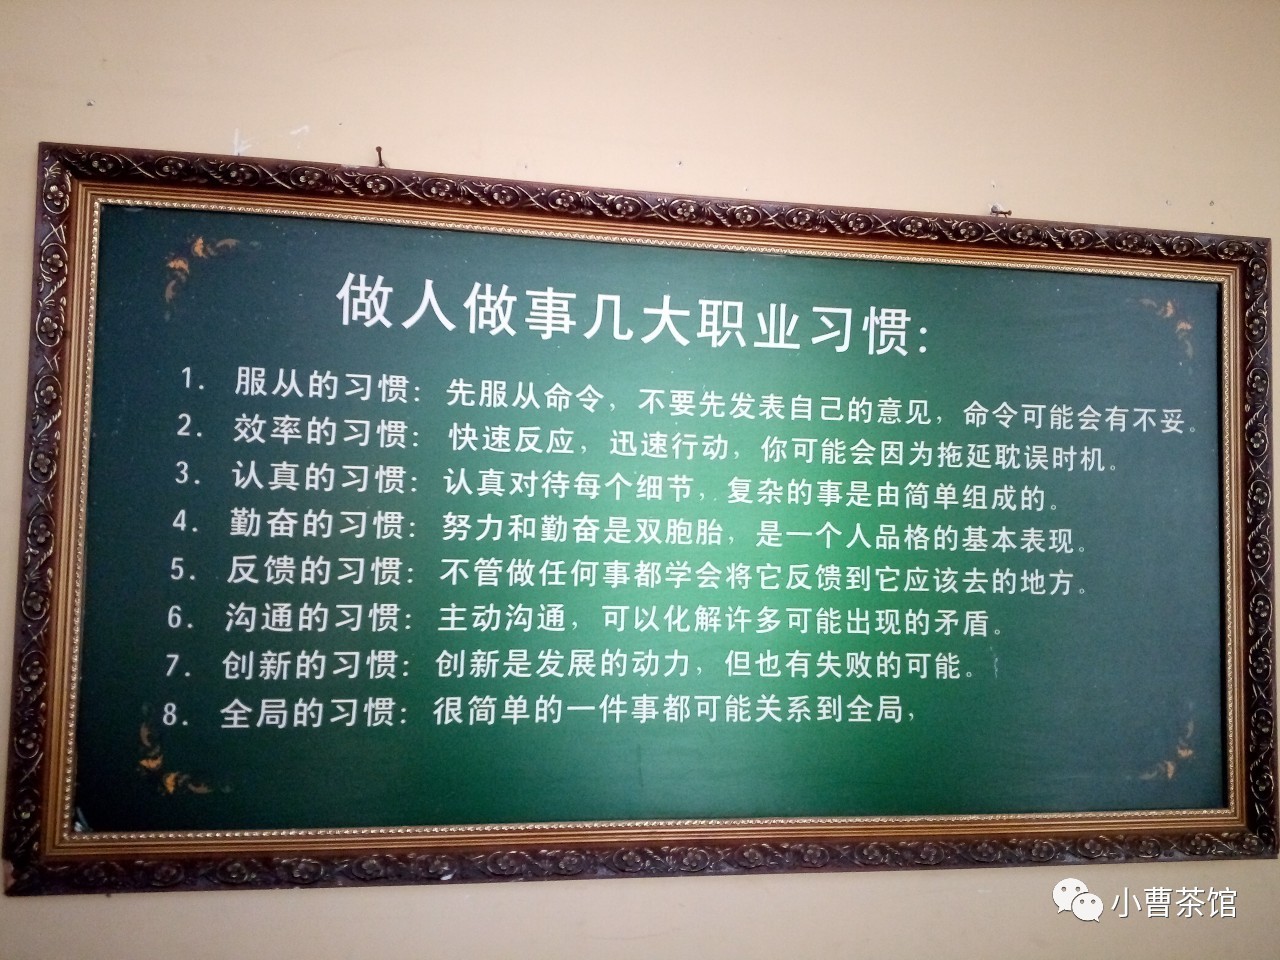 做人做事几大职业习惯：
1. 服从的习惯：先服从命令，不要先发表自己的意见，命令可能会有不妥。
2. 效率的习惯：快速反应，迅速行动，你可能会因为拖延耽误时机。
3. 认真的习惯：认真对待每个细节，复杂的事是由简单组成的。
4. 勤奋的习惯：努力和勤奋是双胞胎，是一个人品格的基本表现。
5. 反馈的习惯：不管做任何事都学会将它反馈到它应该去的地方。
6. 沟通的习惯：主动沟通，可以化解许多可能出现的矛盾。
7. 创新的习惯：创新是发展的动力，但也有失败的可能。
8. 全局的习惯：很简单的一件事都可能关系到全局，
小曹茶馆